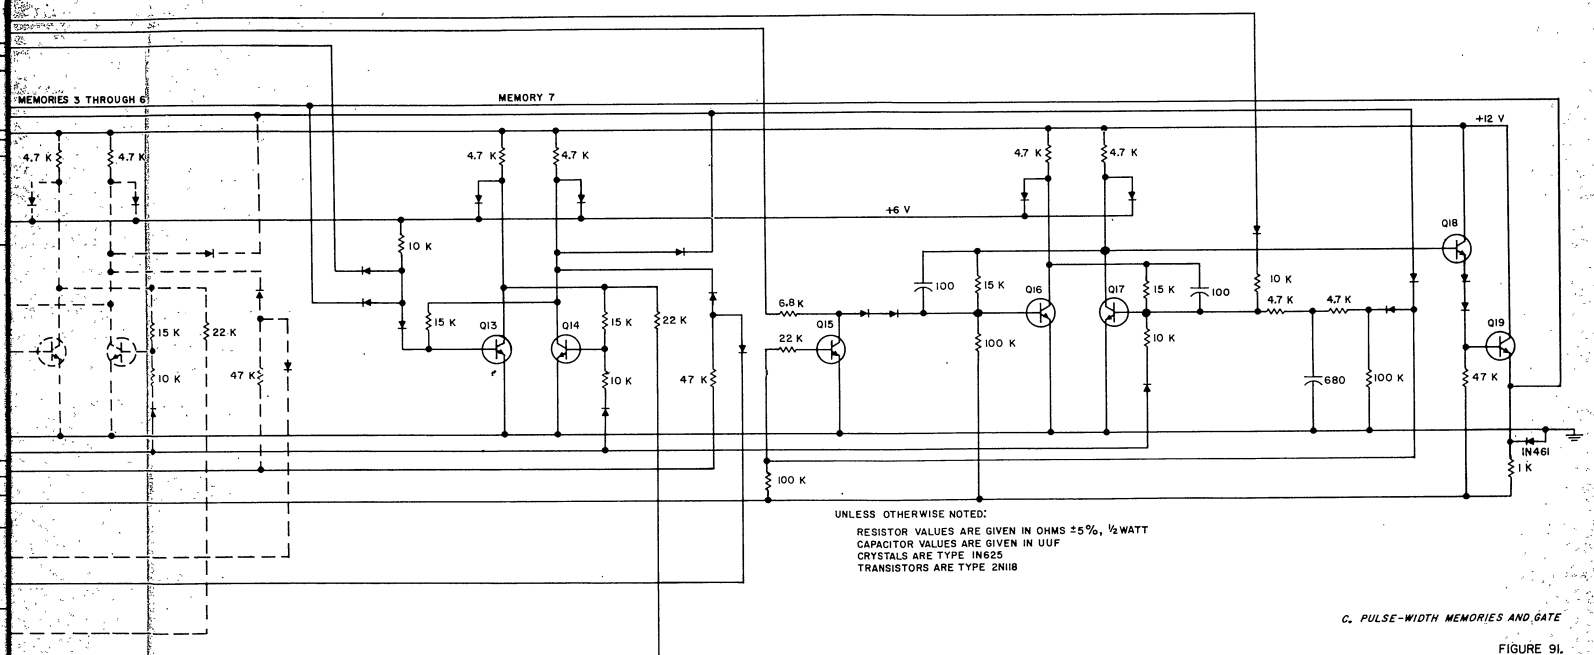 MEMORIES 3 THROUGH 6
MEMORY 7
+12 V
4.7 K
4.7 K
4.7 K
4.7 K
4.7 K
4.7 K
+6 V
Q18
10 K
10 K
100
15 K
Q16
Q17
15 K
100
4.7 K
4.7 K
6.8 K
15 K
22 K
15 K
Q13
Q14
15 K
22 K
Q15
22 K
100 K
10 K
Q19
10 K
47 K
10 K
47 K
680
100 K
47 K
1N461
1 K
100 K
UNLESS OTHERWISE NOTED:
RESISTOR VALUES ARE GIVEN IN OHMS ±5%, ½ WATT
CAPACITOR VALUES ARE GIVEN IN UUF
CRYSTALS ARE TYPE 1N625
TRANSISTORS ARE TYPE 2N118
C. PULSE-WIDTH MEMORIES AND GATE
FIGURE 91.